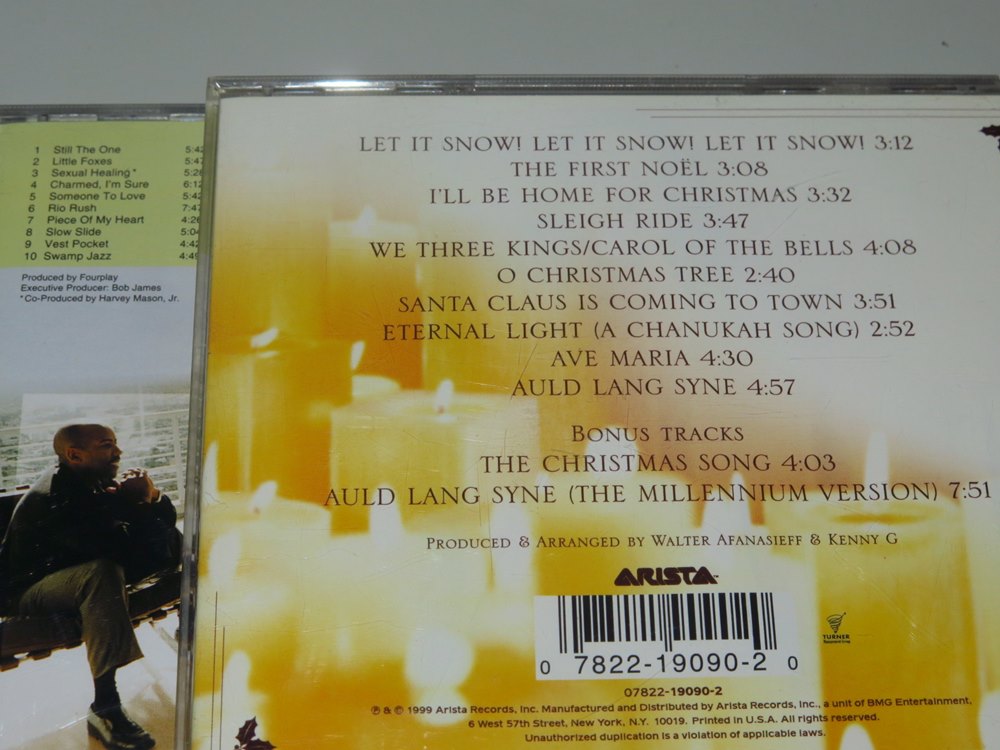 1 Still The One 5:42
2 Little Foxes 5:47
3 Sexual Healing* 5:28
4 Charmed, I'm Sure 6:12
5 Someone To Love 5:42
6 Rio Rush 7:47
7 Piece Of My Heart 4:26
8 Slow Slide 5:04
9 Vest Pocket 4:42
10 Swamp Jazz 4:49
Produced by Fourplay
Executive Producer: Bob James
*Co-Produced by Harvey Mason, Jr.
LET IT SNOW! LET IT SNOW! LET IT SNOW! 3:12
THE FIRST NOËL 3:08
I'LL BE HOME FOR CHRISTMAS 3:32
SLEIGH RIDE 3:47
WE THREE KINGS/CAROL OF THE BELLS 4:08
O CHRISTMAS TREE 2:40
SANTA CLAUS IS COMING TO TOWN 3:51
ETERNAL LIGHT (A CHANUKAH SONG) 2:52
AVE MARIA 4:30
AULD LANG SYNE 4:57
BONUS TRACKS
THE CHRISTMAS SONG 4:03
AULD LANG SYNE (THE MILLENNIUM VERSION) 7:51
PRODUCED & ARRANGED BY WALTER AFANASIEFF & KENNY G
ARISTA
TURNER
0 7822-19090-2 0
07822-19090-2
℗ & © 1999 Arista Records, Inc. Manufactured and Distributed by Arista Records, Inc., a unit of BMG Entertainment,
6 West 57th Street, New York, N.Y. 10019. Printed in U.S.A. All rights reserved.
Unauthorized duplication is a violation of applicable laws.